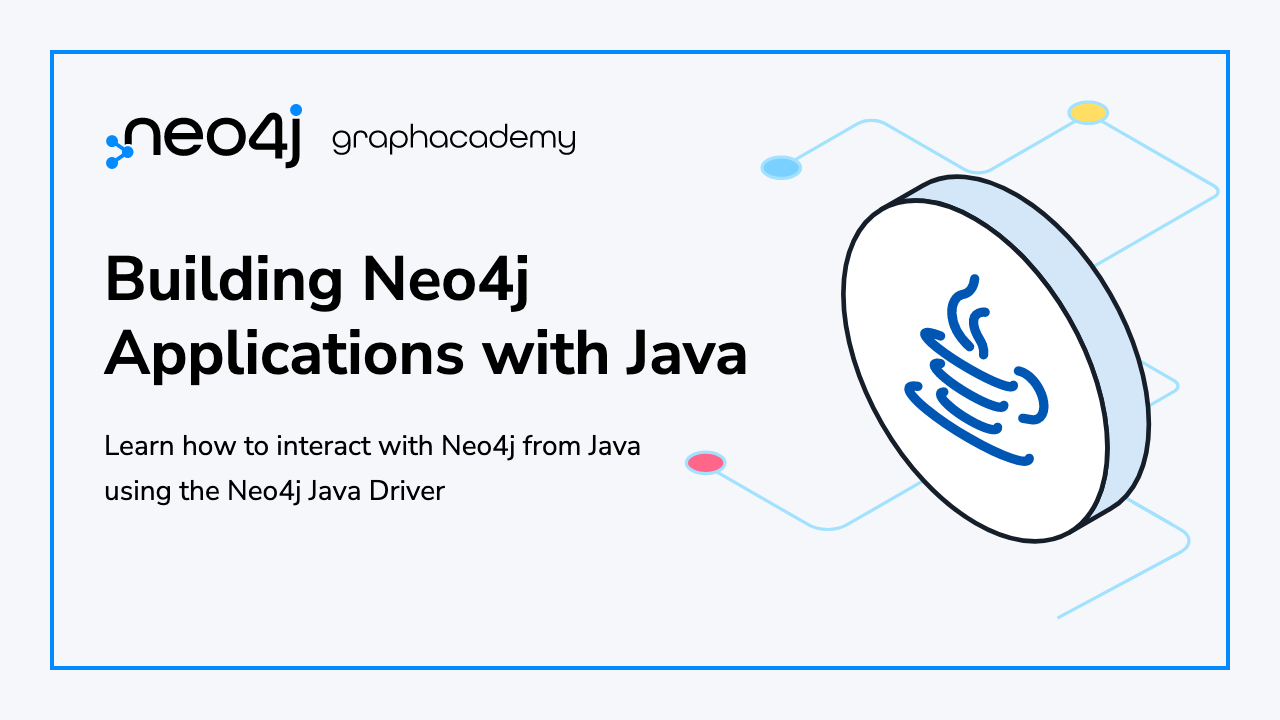 neo4j graphacademy
Building Neo4j
Applications with Java
Learn how to interact with Neo4j from Java
using the Neo4j Java Driver